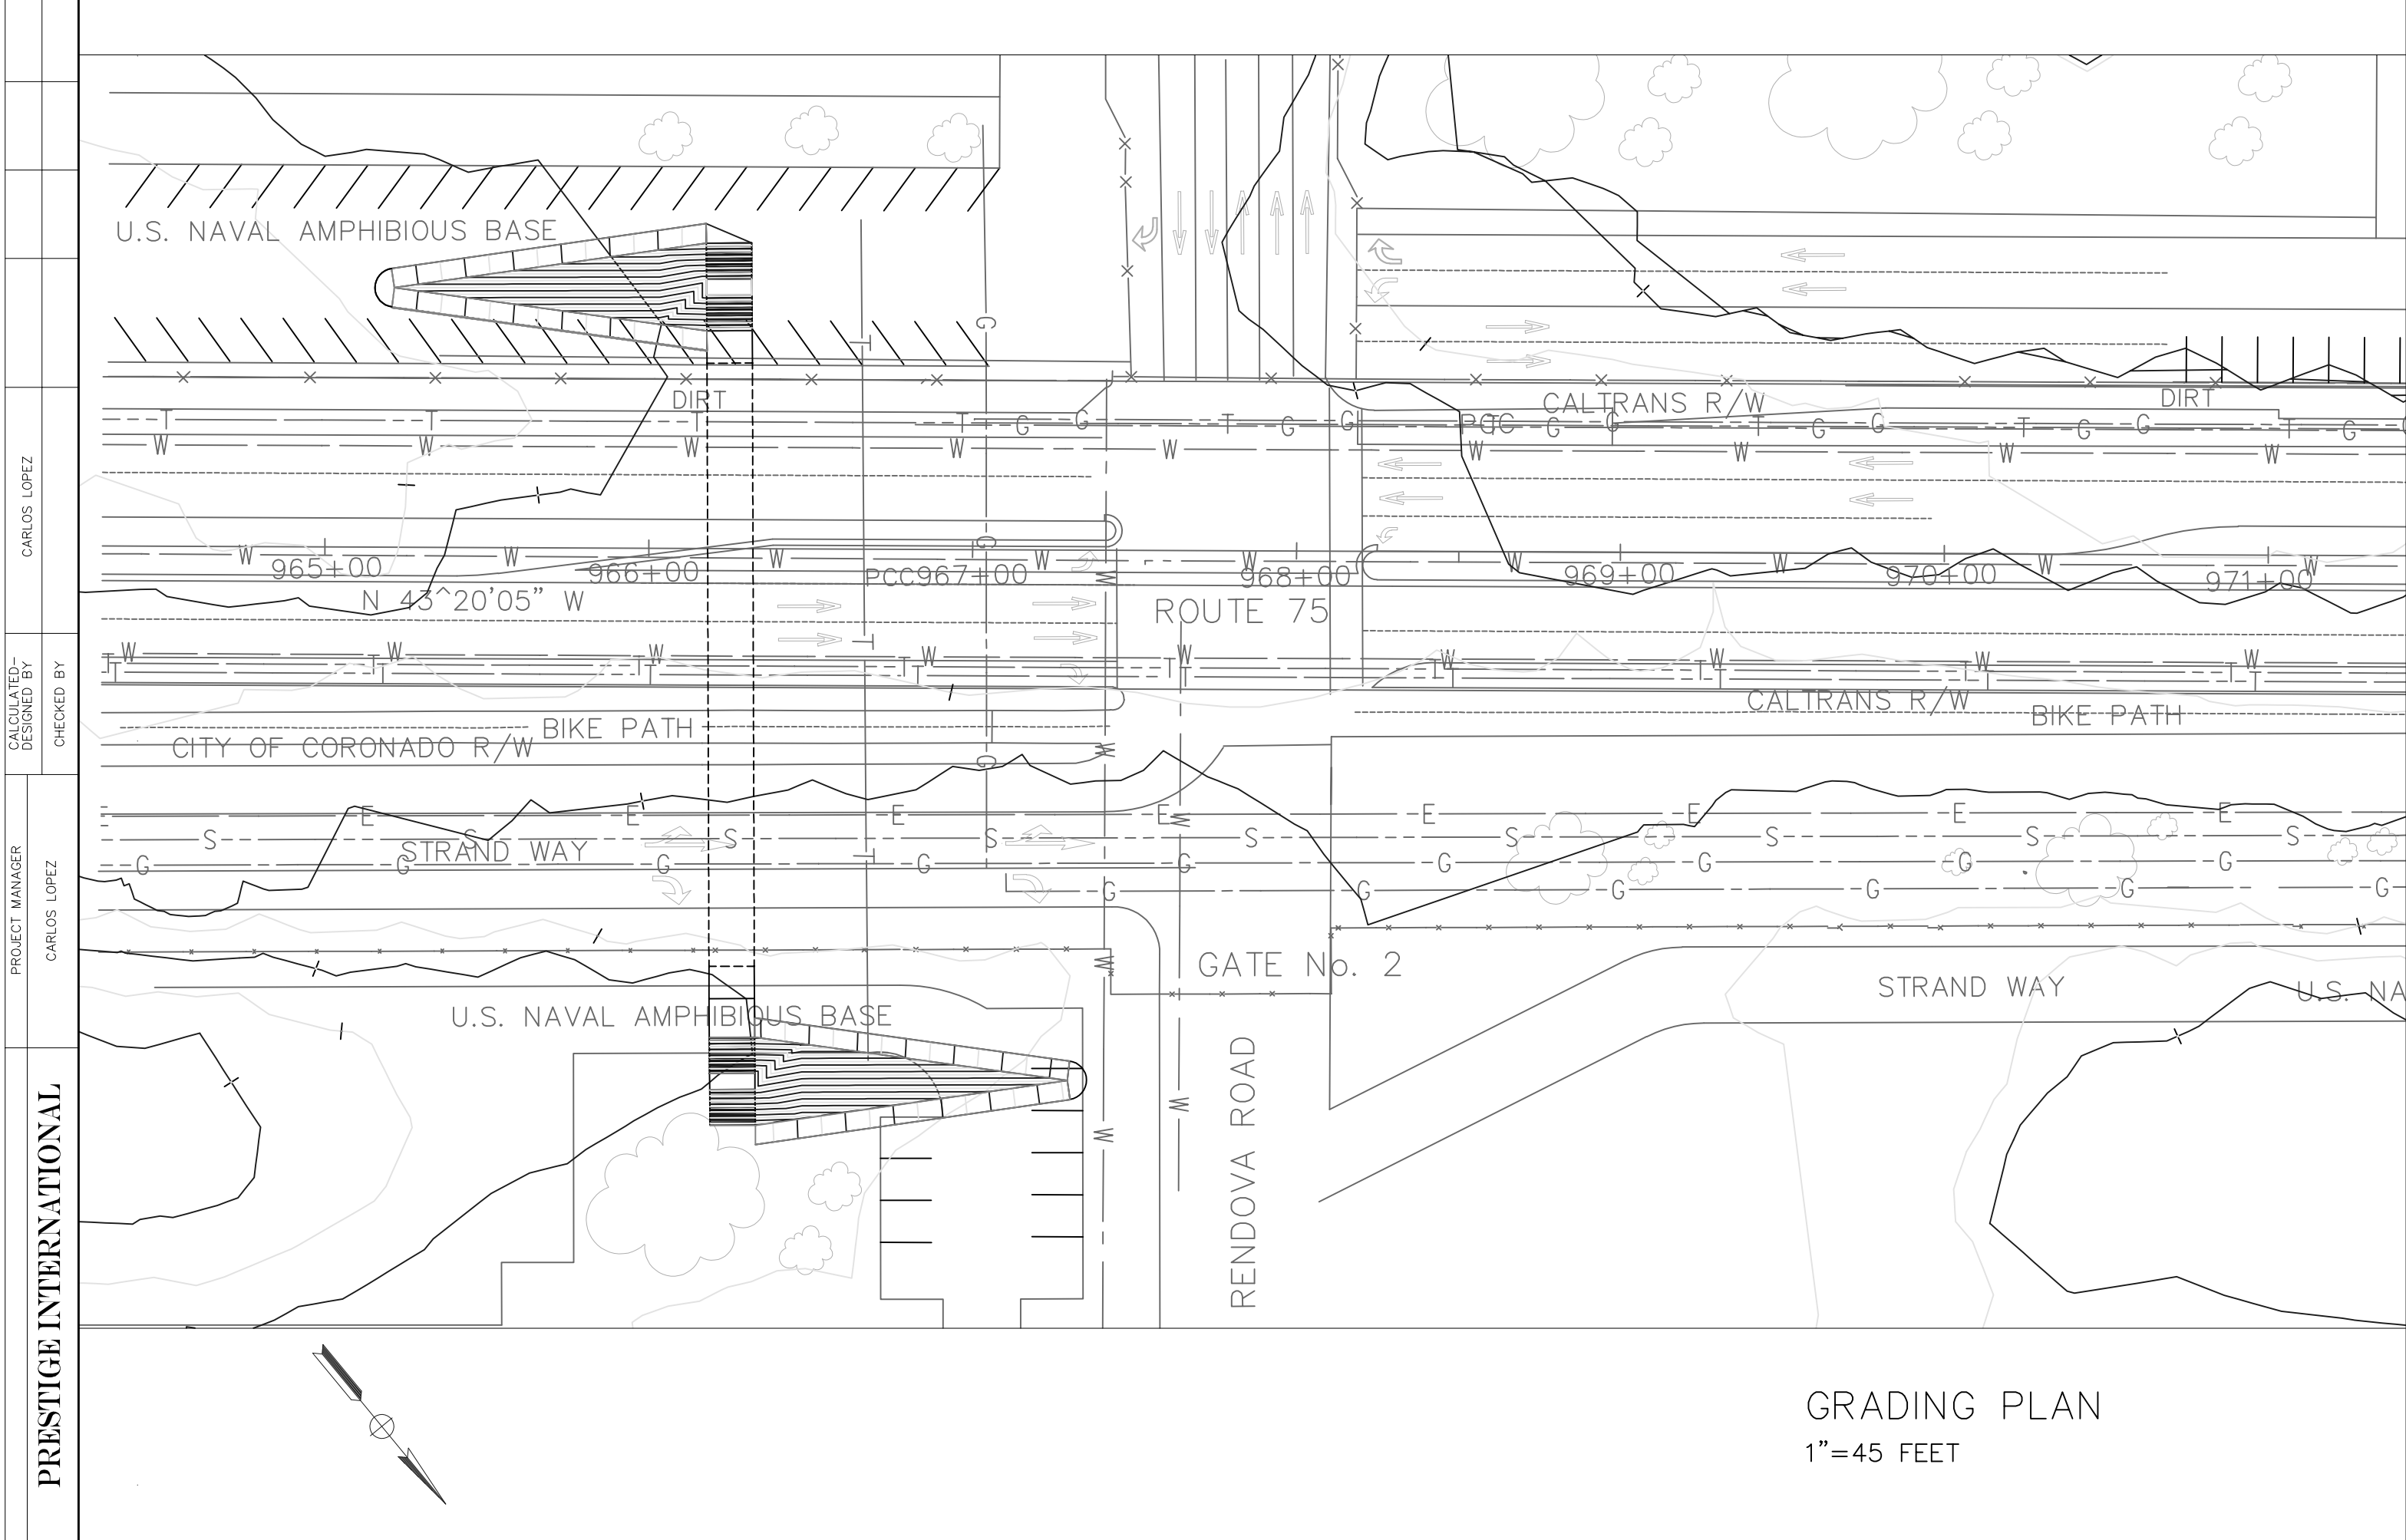 U.S. NAVAL AMPHIBIOUS BASE
G
T
DIRT
CALTRANS R/W
DIRT
T T T T G G T G G PCC G G T G G T G G T G
W W W W W W W W W
W W W W W W W W W
965+00 966+00 PCC967+00 968+00 969+00 970+00 971+00
G
W
N 43^20'05" W
ROUTE 75
T
W W W W W W W W W
T T T T T T T T
T T T T T T T T T
CALTRANS R/W
BIKE PATH
BIKE PATH
CITY OF CORONADO R/W
W
G
E E E E E E E E
W
S S S S S S S S S
STRAND WAY
T
G G G G G G G G G
G G G G G G
W
GATE No. 2
STRAND WAY
U.S. NA
U.S. NAVAL AMPHIBIOUS BASE
W
W
RENDOVA ROAD
GRADING PLAN
1"=45 FEET
CARLOS LOPEZ
CALCULATED-
DESIGNED BY
CHECKED BY
PROJECT MANAGER
CARLOS LOPEZ
PRESTIGE INTERNATIONAL